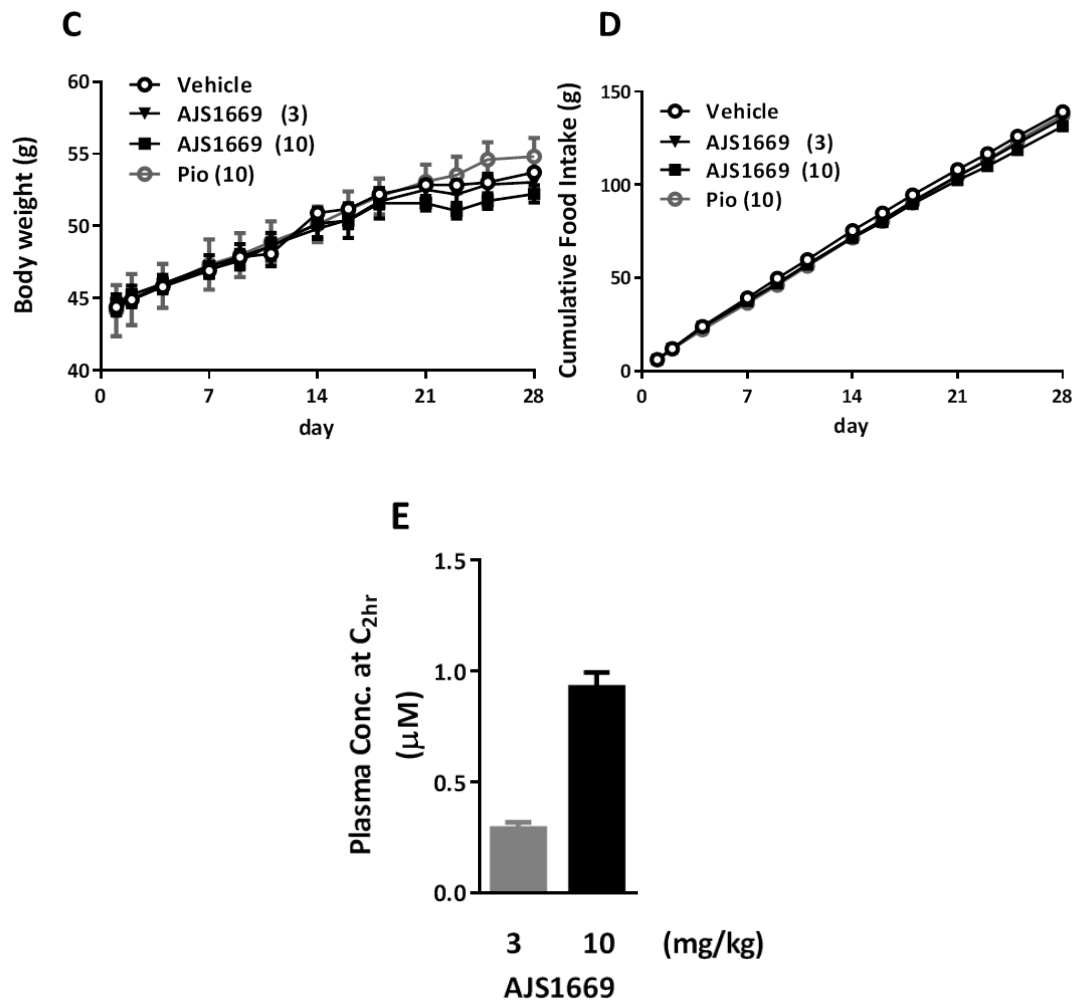 C
Body weight (g)
60
55
50
45
40
Vehicle
AJS1669 (3)
AJS1669 (10)
Pio (10)
0 7 14 21 28
day
D
Cumulative Food Intake (g)
150
100
50
0
Vehicle
AJS1669 (3)
AJS1669 (10)
Pio (10)
0 7 14 21 28
day
E
Plasma Conc. at C2hr
(μM)
1.5
1.0
0.5
0.0
3 10 (mg/kg)
AJS1669